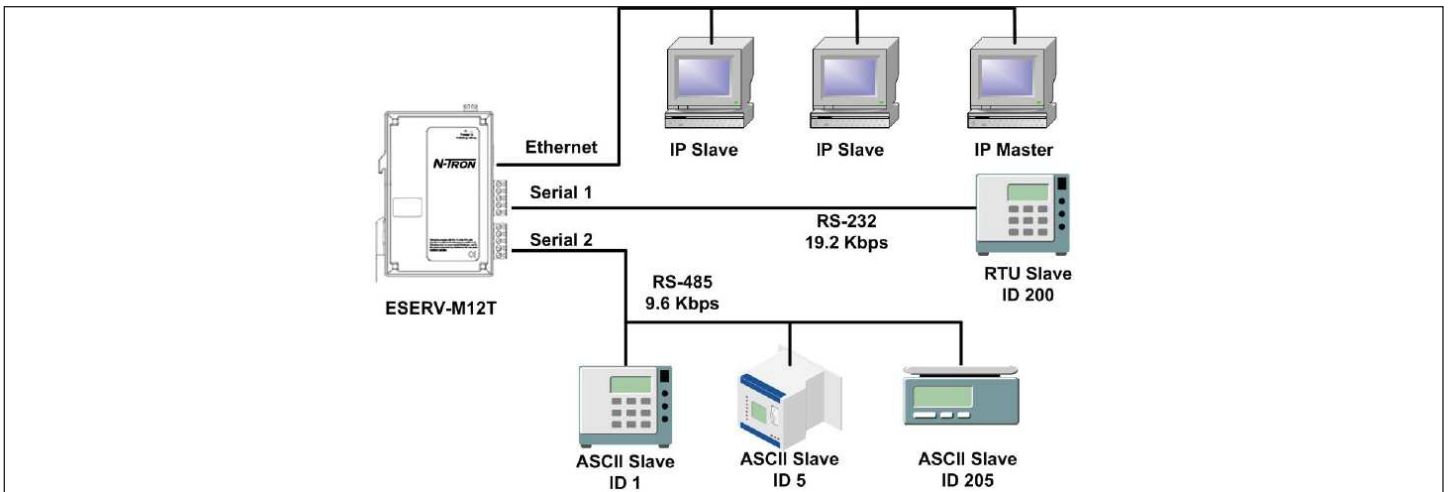 Ethernet
IP Slave
IP Slave
IP Master
N-TRON
Serial 1
RS-232
19.2 Kbps
Serial 2
RTU Slave
ID 200
RS-485
9.6 Kbps
ESERV-M12T
ASCII Slave
ID 1
ASCII Slave
ID 5
ASCII Slave
ID 205